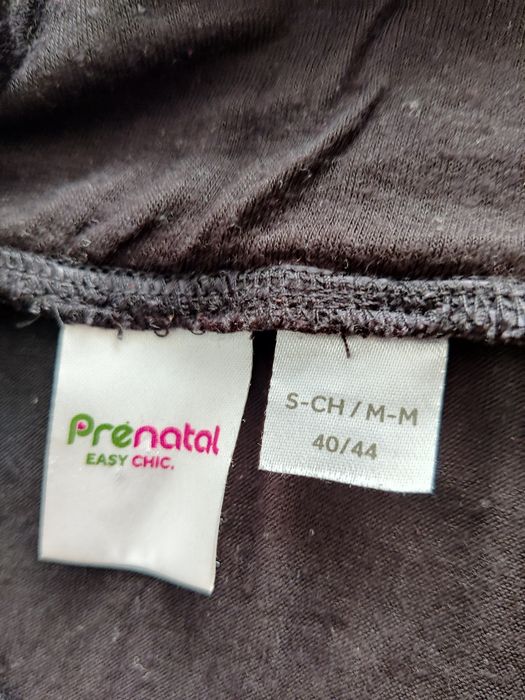 Prénatal
EASY CHIC.
S-CH / M-M
40/44